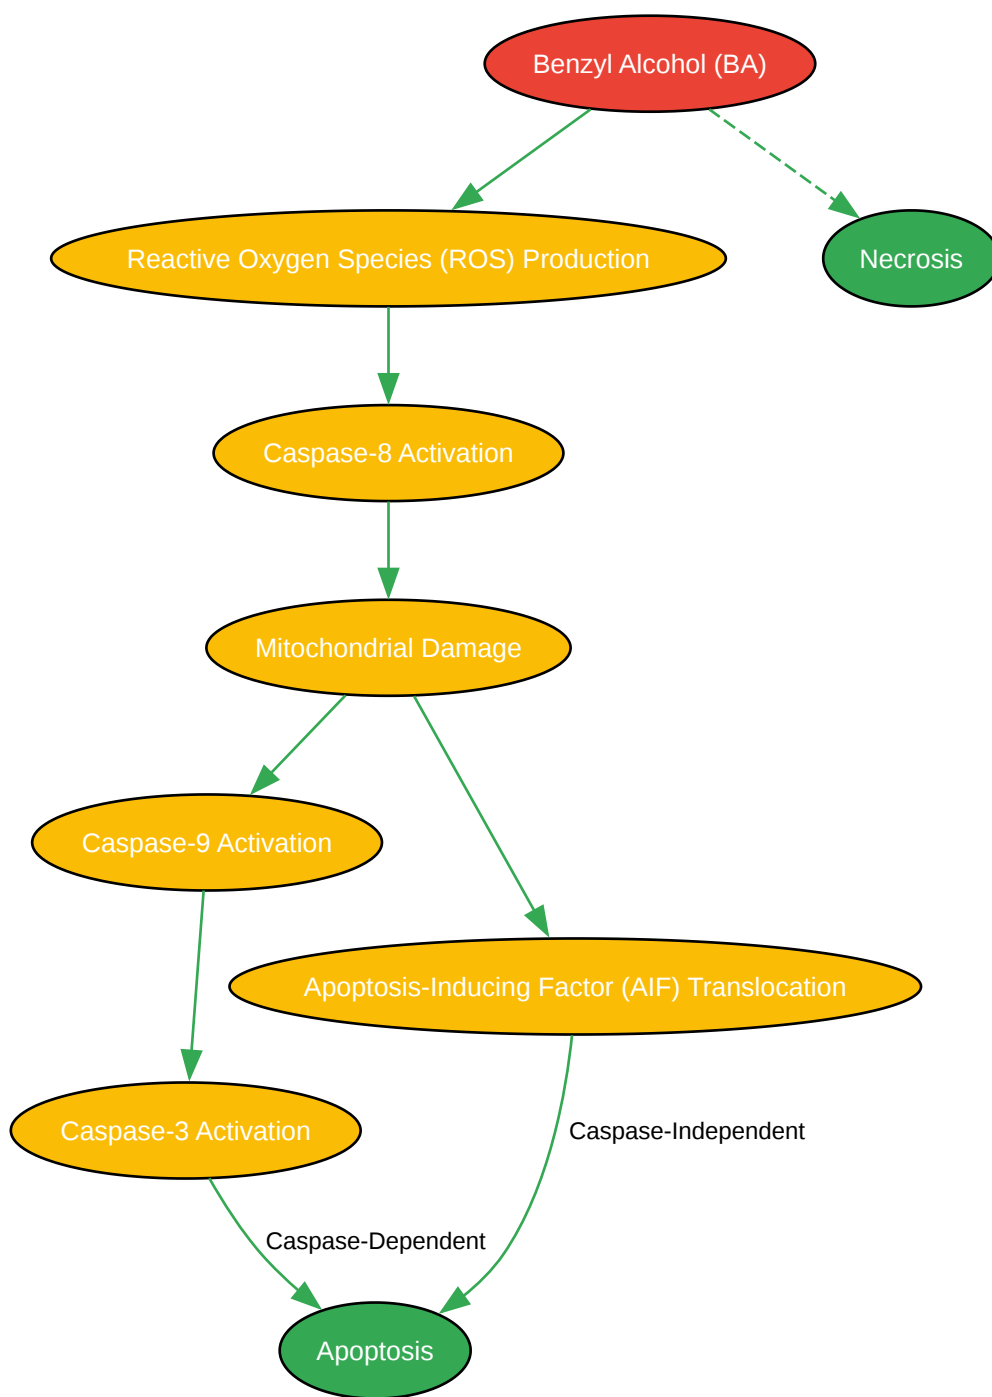 Benzyl Alcohol (BA)
Reactive Oxygen Species (ROS) Production
Necrosis
Caspase-8 Activation
Mitochondrial Damage
Caspase-9 Activation
Apoptosis-Inducing Factor (AIF) Translocation
Caspase-3 Activation
Caspase-Independent
Caspase-Dependent
Apoptosis